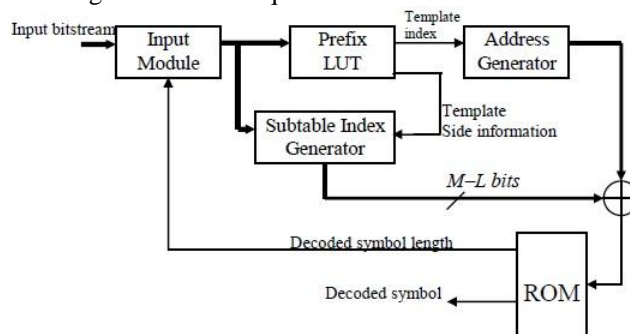 Input bitstream
Input
Module
Prefix
LUT
Template
index
Address
Generator
Template
Side information
Subtable Index
Generator
M–L bits
Decoded symbol length
Decoded symbol
ROM